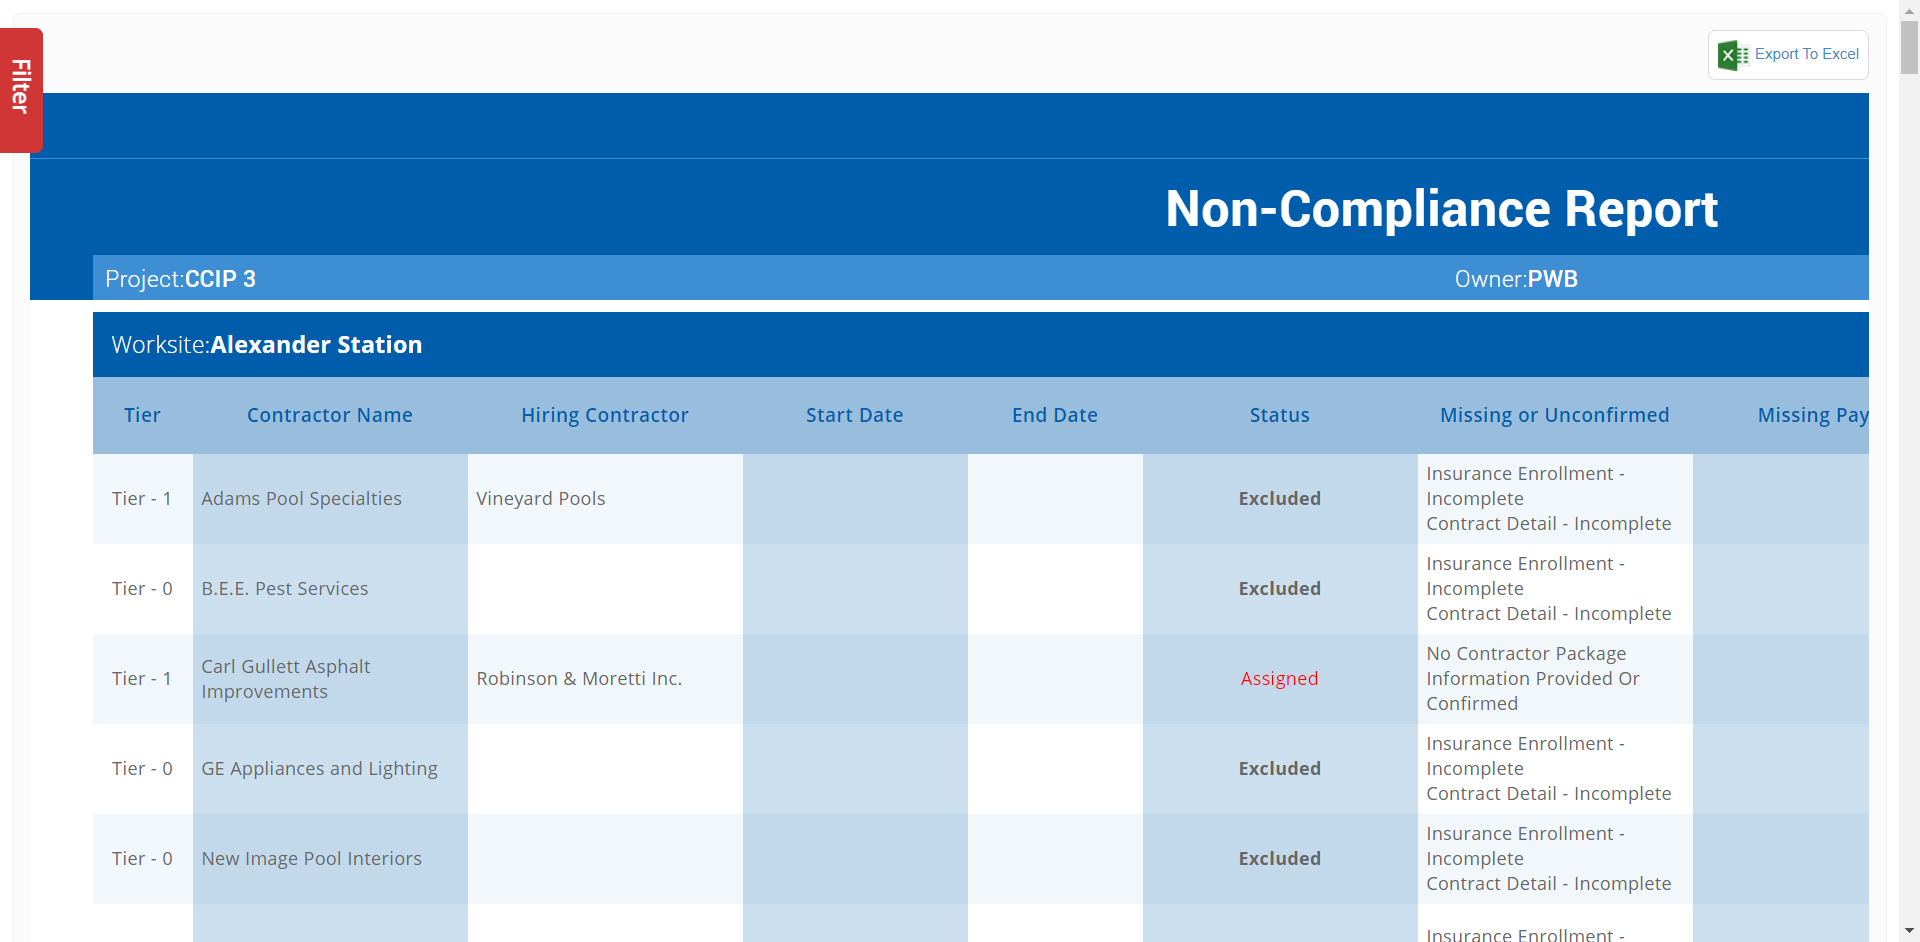 Filter
Export To Excel
Non-Compliance Report
Project:CCIP 3
Owner:PWB
Worksite:Alexander Station
Tier
Contractor Name
Hiring Contractor
Start Date
End Date
Status
Missing or Unconfirmed
Missing Pay
Tier - 1
Adams Pool Specialties
Vineyard Pools
Excluded
Insurance Enrollment -
Incomplete
Contract Detail - Incomplete
Tier - 0
B.E.E. Pest Services
Excluded
Insurance Enrollment -
Incomplete
Contract Detail - Incomplete
Tier - 1
Carl Gullett Asphalt
Improvements
Robinson & Moretti Inc.
Assigned
No Contractor Package
Information Provided Or
Confirmed
Tier - 0
GE Appliances and Lighting
Excluded
Insurance Enrollment -
Incomplete
Contract Detail - Incomplete
Tier - 0
New Image Pool Interiors
Excluded
Insurance Enrollment -
Incomplete
Contract Detail - Incomplete
Insurance Enrollment -